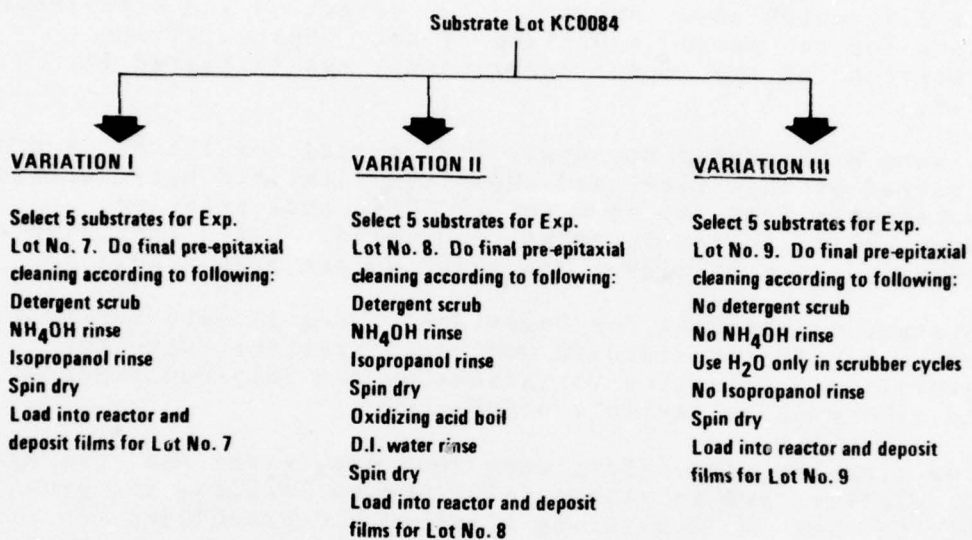 Substrate Lot KC0084
VARIATION I
Select 5 substrates for Exp.
Lot No. 7. Do final pre-epitaxial
cleaning according to following:
Detergent scrub
NH4OH rinse
Isopropanol rinse
Spin dry
Load into reactor and
deposit films for Lot No. 7
VARIATION II
Select 5 substrates for Exp.
Lot No. 8. Do final pre-epitaxial
cleaning according to following:
Detergent scrub
NH4OH rinse
Isopropanol rinse
Spin dry
Oxidizing acid boil
D.I. water rinse
Spin dry
Load into reactor and deposit
films for Lot No. 8
VARIATION III
Select 5 substrates for Exp.
Lot No. 9. Do final pre-epitaxial
cleaning according to following:
No detergent scrub
No NH4OH rinse
Use H2O only in scrubber cycles
No Isopropanol rinse
Spin dry
Load into reactor and deposit
films for Lot No. 9